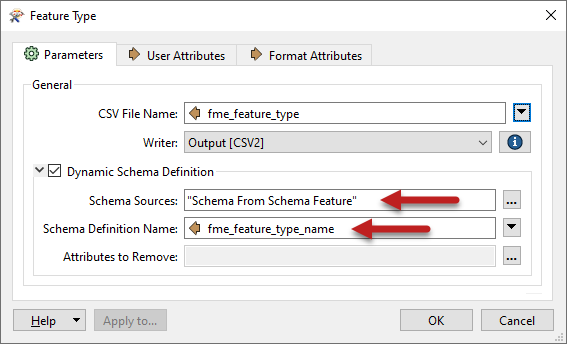 Feature Type
Parameters
User Attributes
Format Attributes
General
CSV File Name: fme_feature_type
Writer: Output [CSV2]
Dynamic Schema Definition
Schema Sources: "Schema From Schema Feature" ...
Schema Definition Name: fme_feature_type_name
Attributes to Remove: ...
Help
Apply to...
OK
Cancel